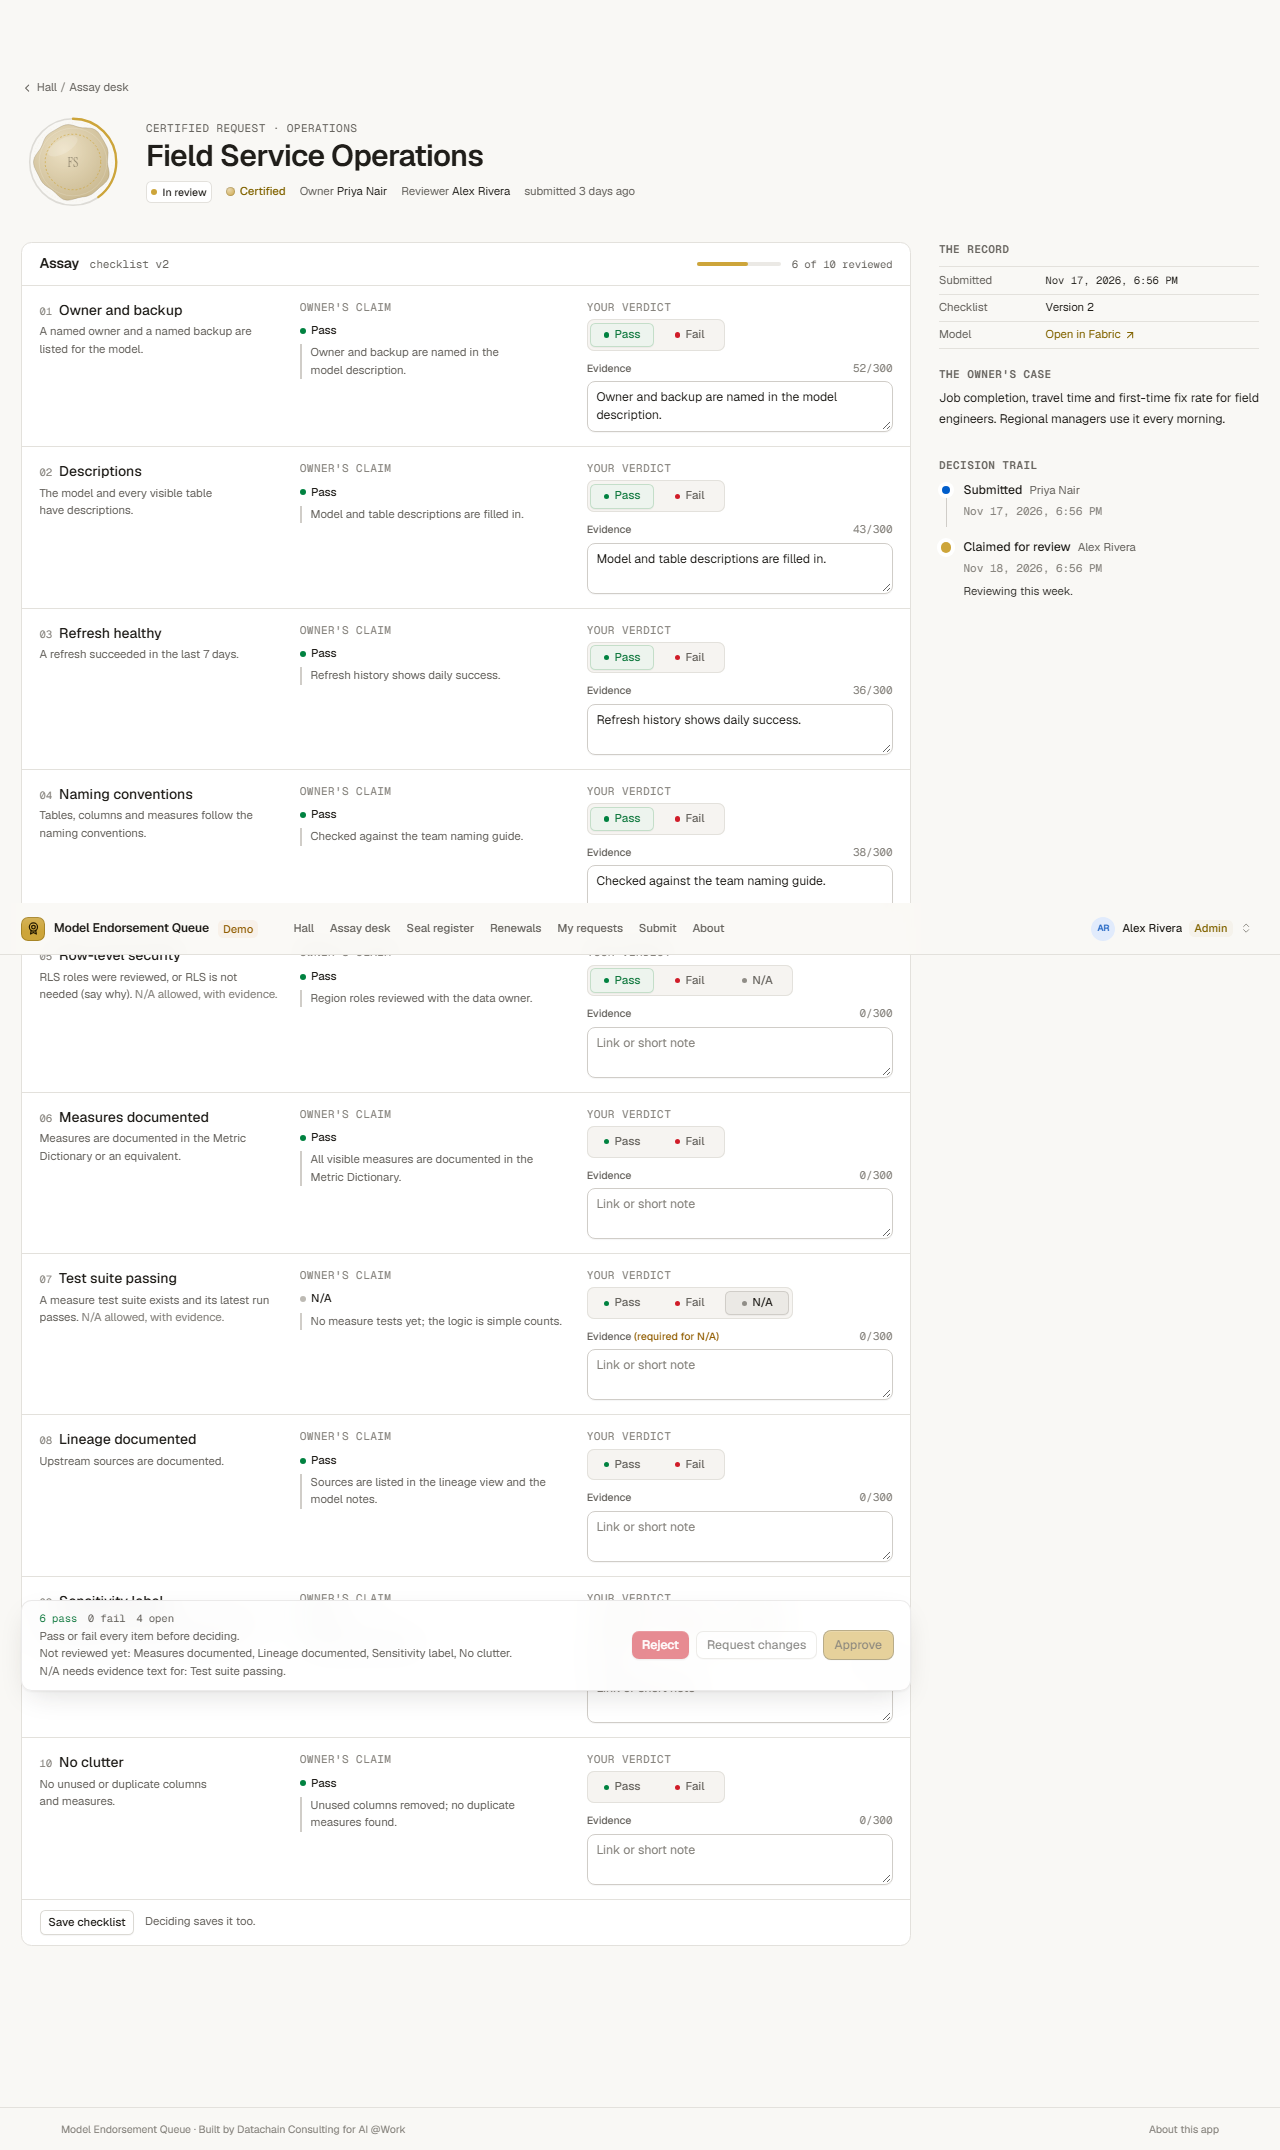 Hall / Assay desk
CERTIFIED REQUEST · OPERATIONS
Field Service Operations
FS
In review
Certified
Owner Priya Nair
Reviewer Alex Rivera
submitted 3 days ago
Assay checklist v2
6 of 10 reviewed
01 Owner and backup
A named owner and a named backup are
listed for the model.
OWNER'S CLAIM
Pass
Owner and backup are named in the
model description.
YOUR VERDICT
Pass Fail
Evidence 52/300
Owner and backup are named in the model
description.
02 Descriptions
The model and every visible table
have descriptions.
OWNER'S CLAIM
Pass
Model and table descriptions are filled in.
YOUR VERDICT
Pass Fail
Evidence 43/300
Model and table descriptions are filled in.
03 Refresh healthy
A refresh succeeded in the last 7 days.
OWNER'S CLAIM
Pass
Refresh history shows daily success.
YOUR VERDICT
Pass Fail
Evidence 36/300
Refresh history shows daily success.
04 Naming conventions
Tables, columns and measures follow the
naming conventions.
OWNER'S CLAIM
Pass
Checked against the team naming guide.
YOUR VERDICT
Pass Fail
Evidence 38/300
Checked against the team naming guide.
Model Endorsement Queue Demo
Hall Assay desk Seal register Renewals My requests Submit About
AR Alex Rivera Admin
05 Row-level security
RLS roles were reviewed, or RLS is not
needed (say why). N/A allowed, with evidence.
Pass
Region roles reviewed with the data owner.
Pass Fail N/A
Evidence 0/300
Link or short note
06 Measures documented
Measures are documented in the Metric
Dictionary or an equivalent.
OWNER'S CLAIM
Pass
All visible measures are documented in the
Metric Dictionary.
YOUR VERDICT
Pass Fail
Evidence 0/300
Link or short note
07 Test suite passing
A measure test suite exists and its latest run
passes. N/A allowed, with evidence.
OWNER'S CLAIM
N/A
No measure tests yet; the logic is simple counts.
YOUR VERDICT
Pass Fail N/A
Evidence (required for N/A) 0/300
Link or short note
08 Lineage documented
Upstream sources are documented.
OWNER'S CLAIM
Pass
Sources are listed in the lineage view and the
model notes.
YOUR VERDICT
Pass Fail
Evidence 0/300
Link or short note
Sensitivity label
OWNER'S CLAIM
YOUR VERDICT
6 pass 0 fail 4 open
Pass or fail every item before deciding.
Not reviewed yet: Measures documented, Lineage documented, Sensitivity label, No clutter.
N/A needs evidence text for: Test suite passing.
Reject Request changes Approve
10 No clutter
No unused or duplicate columns
and measures.
OWNER'S CLAIM
Pass
Unused columns removed; no duplicate
measures found.
YOUR VERDICT
Pass Fail
Evidence 0/300
Link or short note
Save checklist Deciding saves it too.
THE RECORD
Submitted Nov 17, 2026, 6:56 PM
Checklist Version 2
Model Open in Fabric
THE OWNER'S CASE
Job completion, travel time and first-time fix rate for field
engineers. Regional managers use it every morning.
DECISION TRAIL
Submitted Priya Nair
Nov 17, 2026, 6:56 PM
Claimed for review Alex Rivera
Nov 18, 2026, 6:56 PM
Reviewing this week.
Model Endorsement Queue · Built by Datachain Consulting for AI @Work
About this app